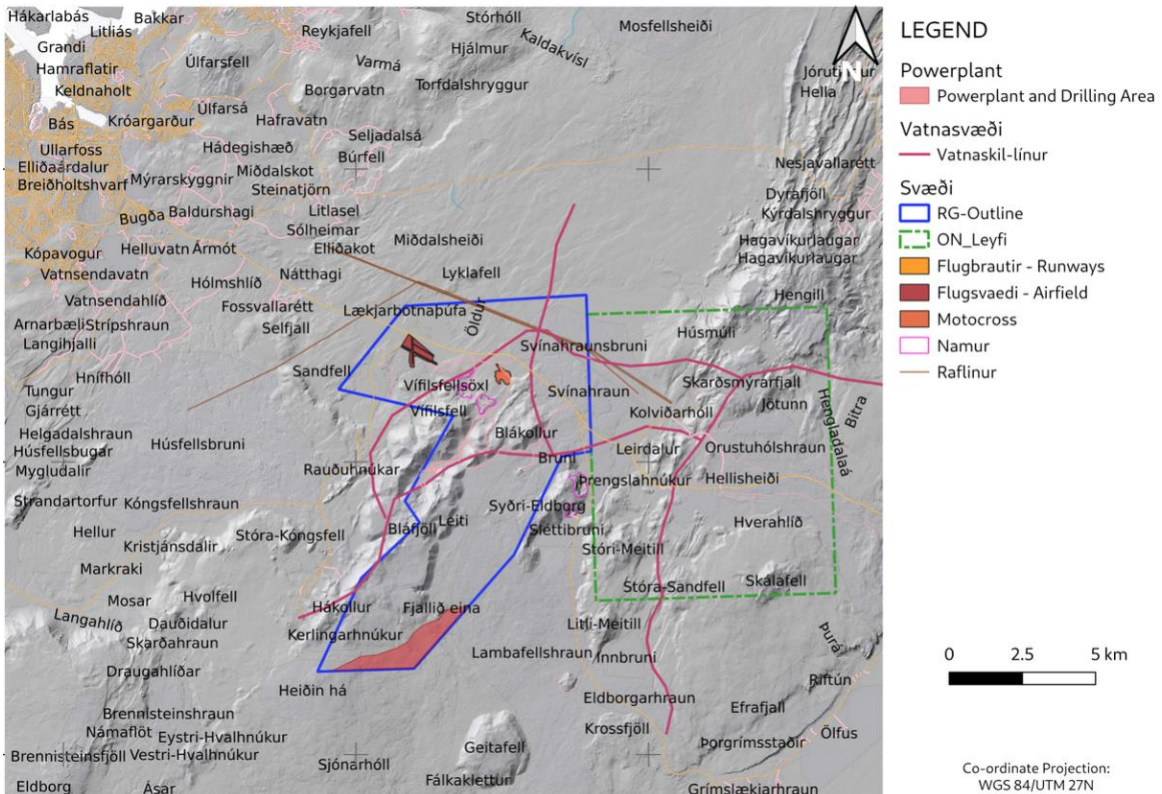 Hákarlabás
Bakkar
Litliás
Reykjafell
Stórhóll
Mosfellsheiði
Grandi
Hjálmur
Kaldakvísl
Hamraflatir
Úlfarsfell
Varmá
Keldnaholt
Borgarvatn
Torfdalshryggur
Hella
N
Úlfarsá
Bás
Króargarður
Hafravatn
Seljadalsá
Ullarfoss
Hádegishæð
Búrfell
Elliðaárdalur
Nesjavallarétt
Breiðholtshvarf
Mýrarskyggnir
Miðdalskot
Steinatjörn
Dyrafjöll
Bugða
Baldurshagi
Litlasel
Kýrdalshryggur
Sólheimar
Kópavogur
Helluvatn
Ármót
Elliðakot
Miðdalsheiði
Hagavíkurlaugar
Hagavíkurlaugar
Vatnsendavatn
Hólmshlíð
Nátthagi
Lyklafell
Vatnsendahlíð
Fossvallarétt
Lækjarbotnaþúfa
Öldur
Hengill
Arnarbæli
Strípshraun
Selfjall
Húsmúli
Langihjalli
Svínahraunsbruni
Hnífhóll
Sandfell
Vífilsfellsöxl
Svínahraun
Skarðsmýrarfjall
Tungur
Jötunn
Bitra
Gjárrétt
Vífilsfell
Kolviðarhóll
Hengladalaá
Helgadalshraun
Húsfellsbruni
Blákollur
Húsfellsbugar
Leirdalur
Orustuhólshraun
Mygludalir
Rauðuhnúkar
Bruni
Þrengslahnúkur
Hellisheiði
Strandartorfur
Kóngsfellshraun
Syðri-Eldborg
Hellur
Stóra-Kóngsfell
Bláfjöll
Leiti
Sléttibruni
Hverahlíð
Kristjánsdalir
Stóri-Meitill
Markraki
Stóra-Sandfell
Skálafell
Mosar
Hvolfell
Hákollur
Fjallið eina
Langahlíð
Dauðidalur
Kerlingarhnúkur
Litli-Meitill
Þurá
Skarðahraun
Lambafellshraun
Innbruni
Draugahlíðar
Heiðin há
Riftún
Eldborgarhraun
Efrafjall
Brennisteinshraun
Krossfjöll
Námaflöt
Eystri-Hvalhnúkur
Geitafell
Þorgrímsstaðir
Ölfus
Brennisteinsfjöll
Vestri-Hvalhnúkur
Sjónarhóll
Fálkaklettur
Eldborg
Ásar
Grímslækjarhraun
LEGEND
Powerplant
Powerplant and Drilling Area
Vatnasvæði
Vatnaskil-línur
Svæði
RG-Outline
ON_Leyfi
Flugbrautir - Runways
Flugsvaedi - Airfield
Motocross
Namur
Raflinur
0 2.5 5 km
Co-ordinate Projection:
WGS 84/UTM 27N